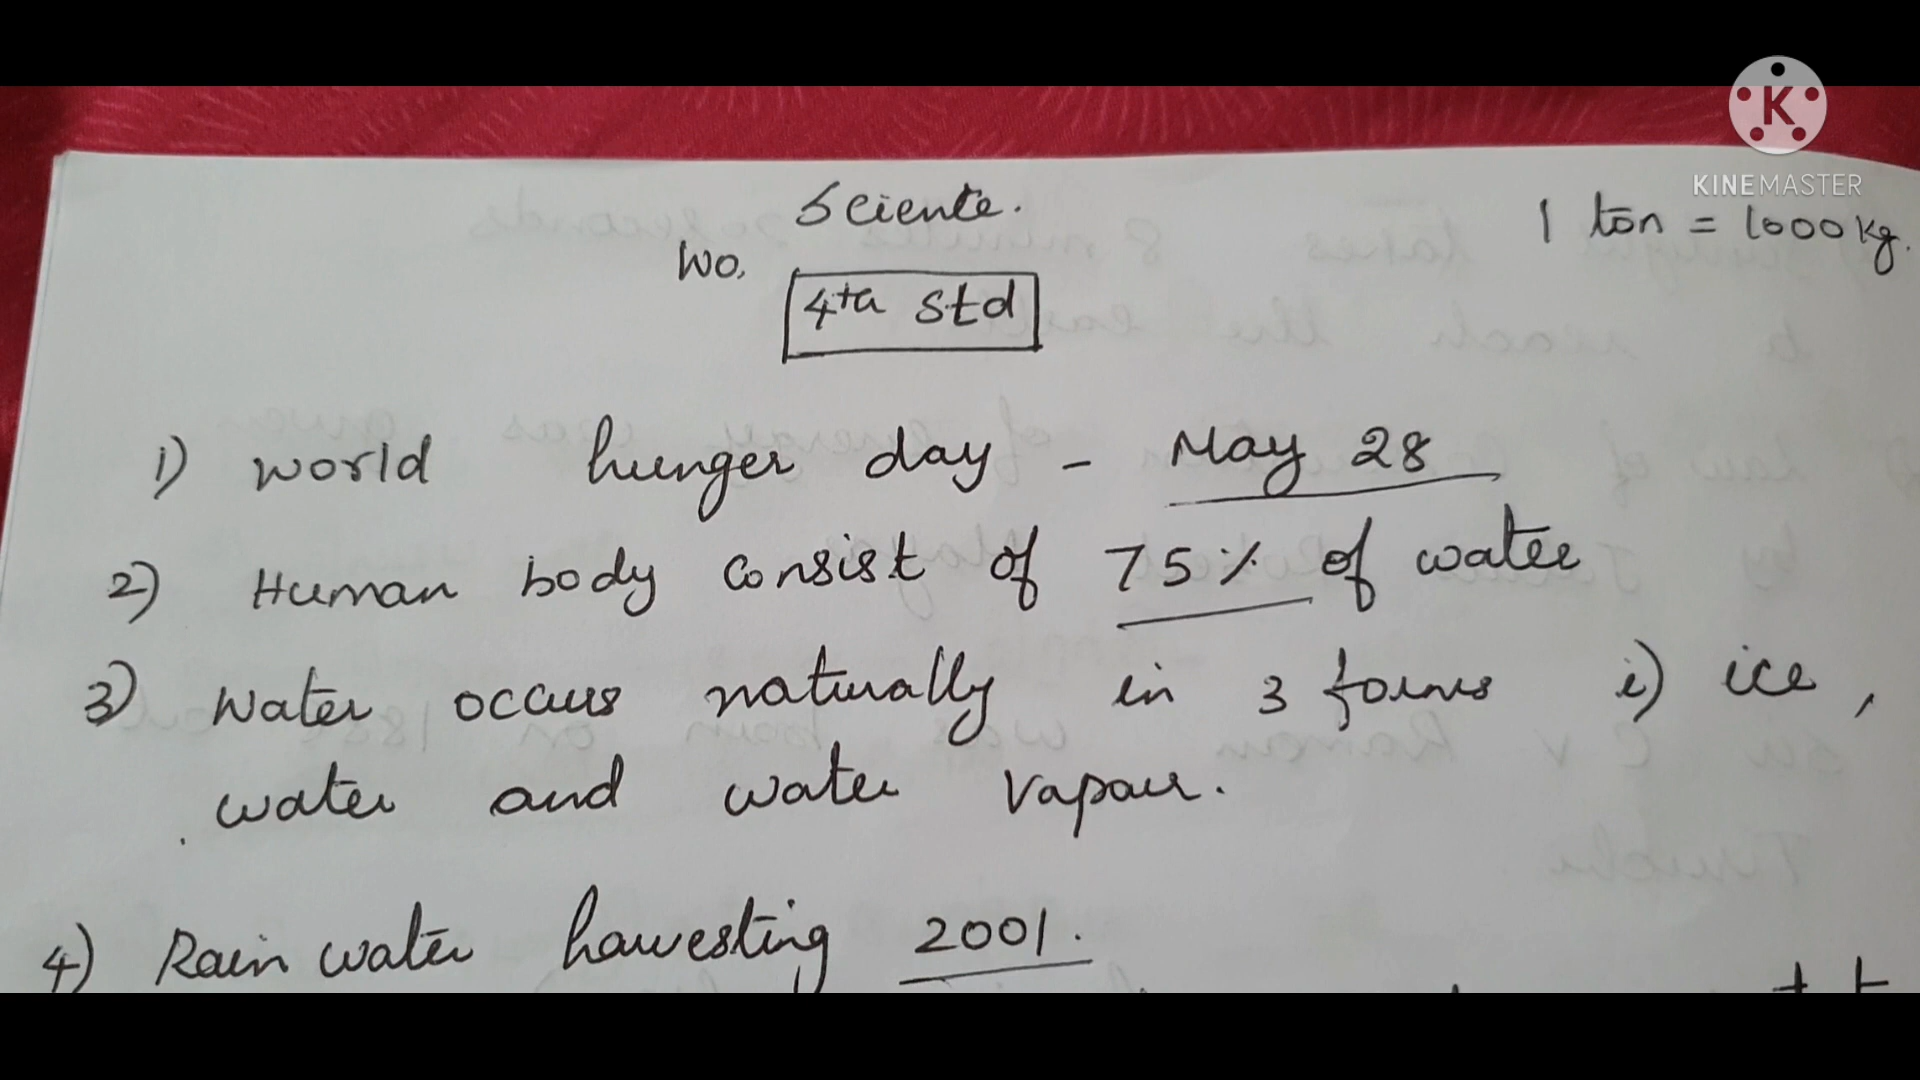 KINEMASTER
Science.
1 ton = 1000 kg.
Wo.
4th Std
1) World hunger day - May 28
2) Human body consist of 75% of water
3) Water occurs naturally in 3 forms i) ice,
water and water vapour.
4) Rain water harvesting 2001.